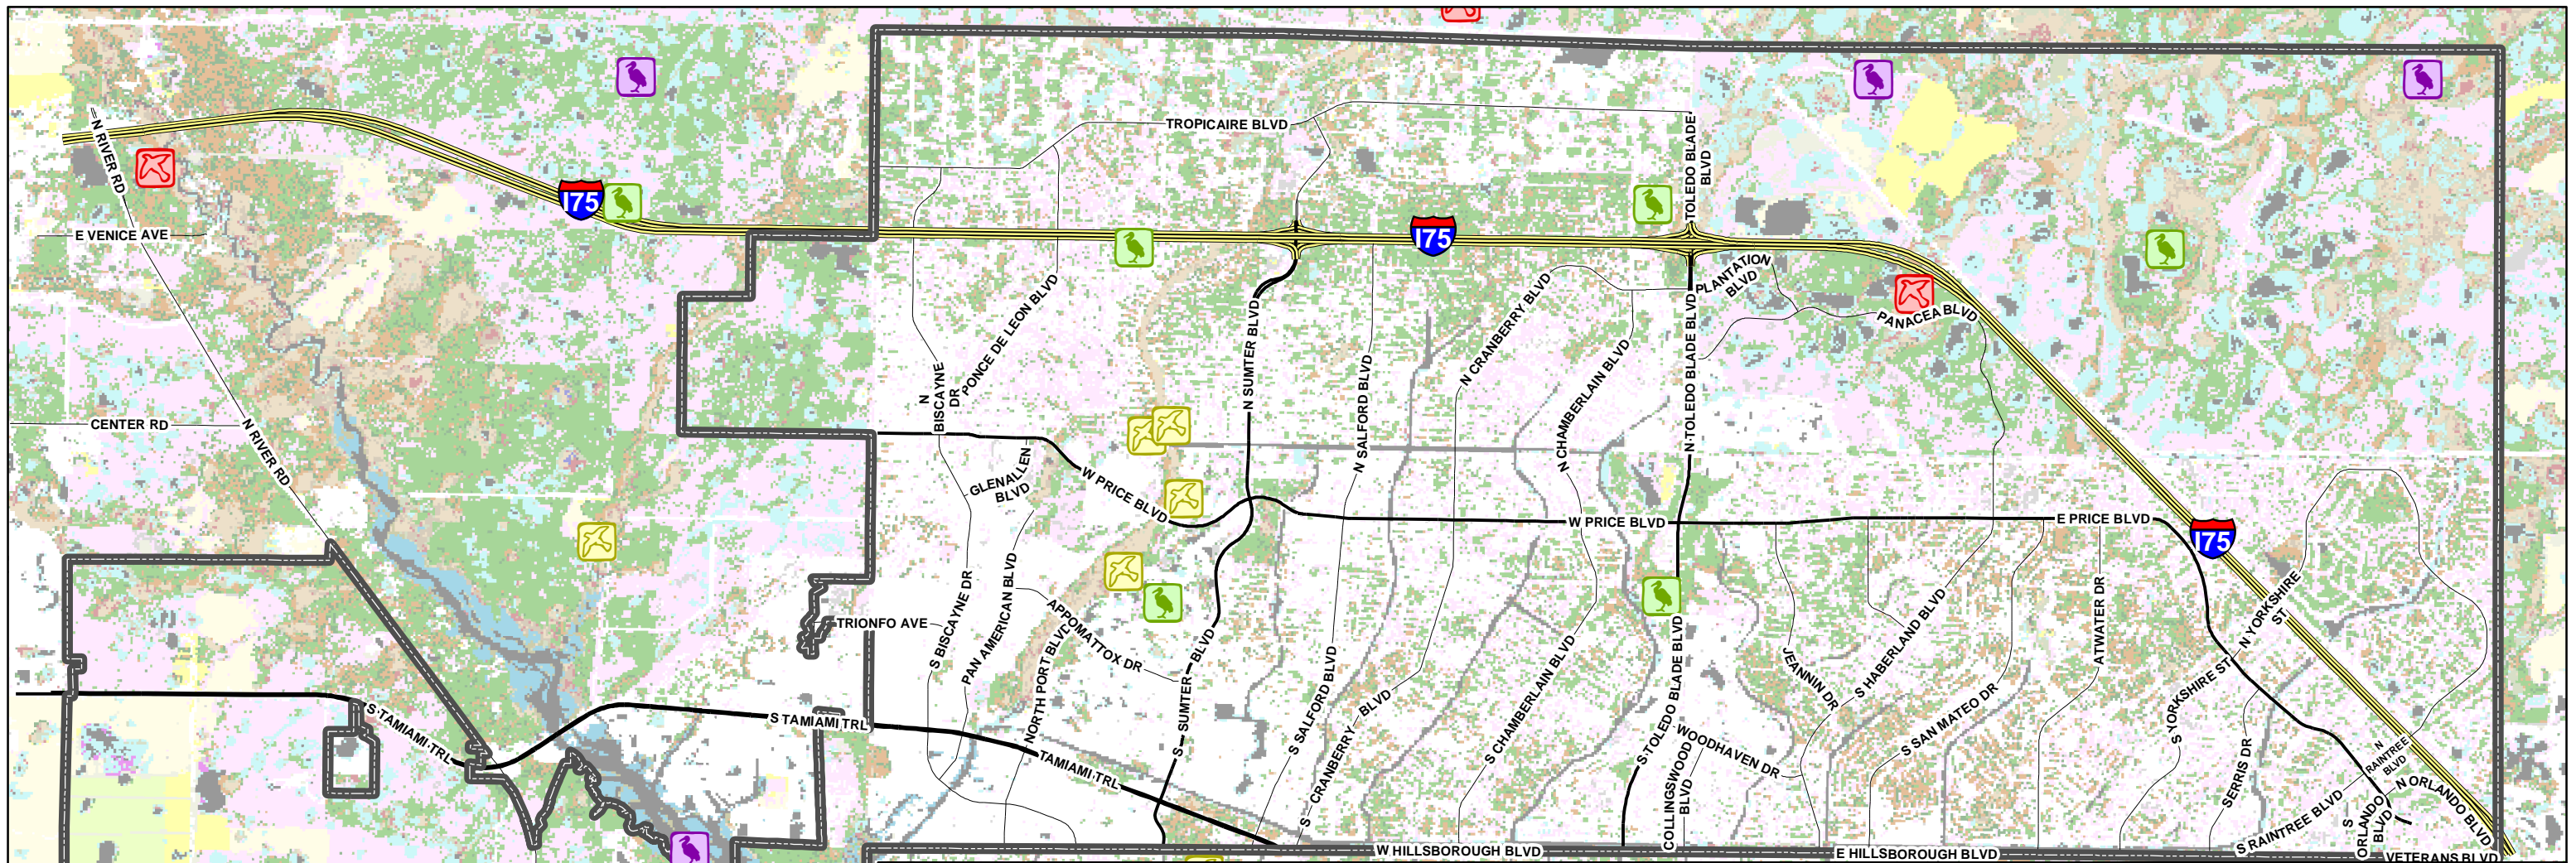 TROPICAIRE BLVD
N RIVER RD
TOLEDO BLADE
BLVD
I75
E VENICE AVE
I75
PLANTATION
BLVD
PONCE DE LEON BLVD
N SUMTER BLVD
N CRANBERRY BLVD
PANACEA BLVD
N TOLEDO BLADE BLVD
N
BISCAYNE
DR
N SALFORD BLVD
N CHAMBERLAIN BLVD
CENTER RD
N RIVER RD
GLENALLEN
BLVD
W PRICE BLVD
W PRICE BLVD
E PRICE BLVD
I75
S BISCAYNE DR
PAN AMERICAN BLVD
TRIONFO AVE
APPOMATTOX DR
NORTH PORT BLVD
S SUMTER BLVD
S SALFORD BLVD
S CRANBERRY BLVD
S CHAMBERLAIN BLVD
S TOLEDO BLADE BLVD
COLLINGSWOOD
BLVD
WOODHAVEN DR
JEANNIN DR
S HABERLAND BLVD
S SAN MATEO DR
ATWATER DR
N YORKSHIRE
ST
S YORKSHIRE ST
SERRIS DR
S TAMIAMI TRL
S TAMIAMI TRL
TAMIAMI TRL
N
RAINTREE
BLVD
S RAINTREE BLVD
N ORLANDO BLVD
S
ORLANDO
BLVD
W HILLSBOROUGH BLVD
E HILLSBOROUGH BLVD
VETERANS BLVD